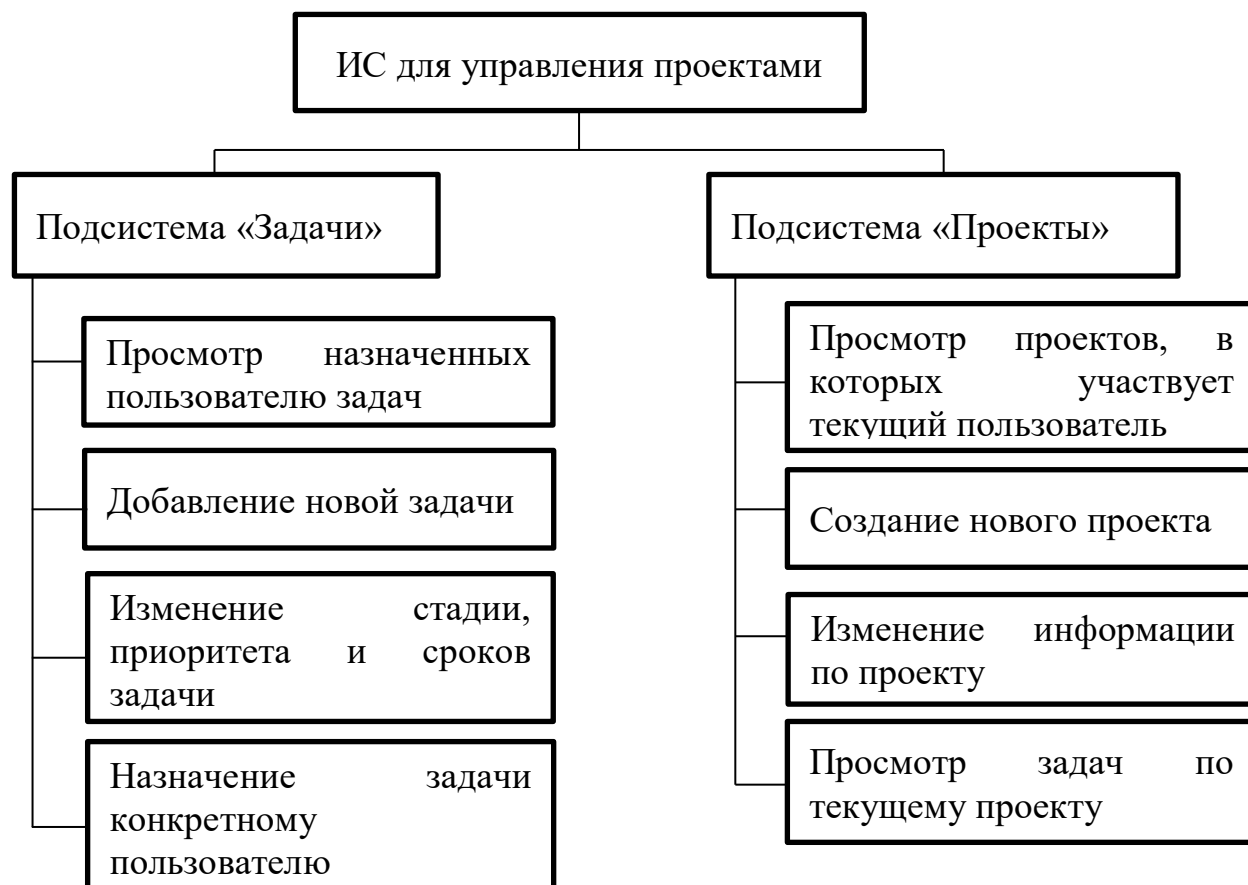 ИС для управления проектами
Подсистема «Задачи»
Просмотр назначенных
пользователю задач
Добавление новой задачи
Изменение стадии,
приоритета и сроков
задачи
Назначение задачи
конкретному
пользователю
Подсистема «Проекты»
Просмотр проектов, в
которых участвует
текущий пользователь
Создание нового проекта
Изменение информации
по проекту
Просмотр задач по
текущему проекту